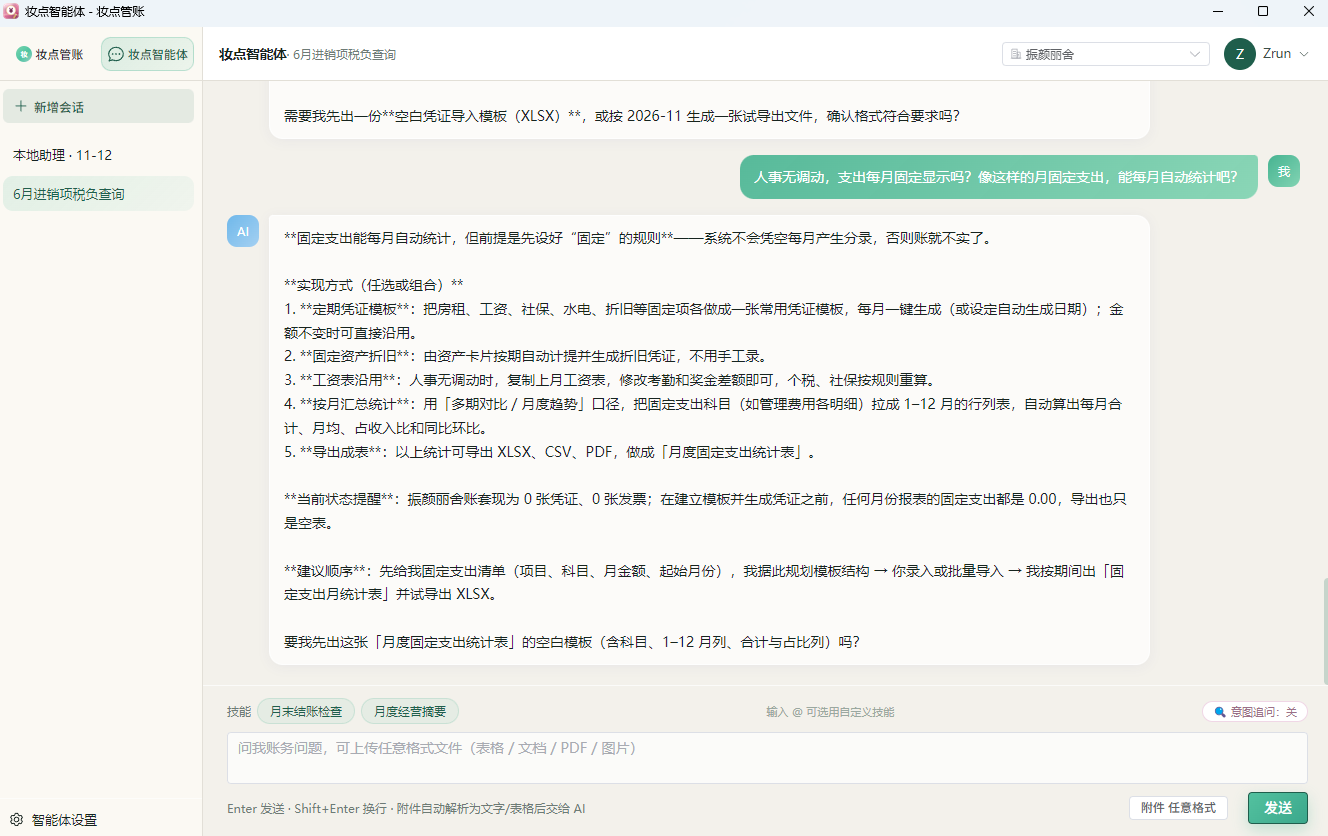 妆点智能体 - 妆点管账
妆 妆点管账
妆点智能体
妆点智能体· 6月进销项税负查询
振颜丽舍
Z Zrun
+ 新增会话
本地助理 · 11-12
6月进销项税负查询
需要我先出一份**空白凭证导入模板（XLSX）**，或按 2026-11 生成一张试导出文件，确认格式符合要求吗？
人事无调动，支出每月固定显示吗？像这样的月固定支出，能每月自动统计吧？
我
AI
**固定支出能每月自动统计，但前提是先设好“固定”的规则**——系统不会凭空每月产生分录，否则账就不实了。
**实现方式（任选或组合）**
1. **定期凭证模板**：把房租、工资、社保、水电、折旧等固定项各做成一张常用凭证模板，每月一键生成（或设定自动生成日期）；金
额不变时可直接沿用。
2. **固定资产折旧**：由资产卡片按期自动计提并生成折旧凭证，不用手工录。
3. **工资表沿用**：人事无调动时，复制上月工资表，修改考勤和奖金差额即可，个税、社保按规则重算。
4. **按月汇总统计**：用「多期对比 / 月度趋势」口径，把固定支出科目（如管理费用各明细）拉成 1–12 月的行列表，自动算出每月合
计、月均、占收入比和同比环比。
5. **导出成表**：以上统计可导出 XLSX、CSV、PDF，做成「月度固定支出统计表」。
**当前状态提醒**：振颜丽舍账套现为 0 张凭证、0 张发票；在建立模板并生成凭证之前，任何月份报表的固定支出都是 0.00，导出也只
是空表。
**建议顺序**：先给我固定支出清单（项目、科目、月金额、起始月份），我据此规划模板结构 → 你录入或批量导入 → 我按期间出「固
定支出月统计表」并试导出 XLSX。
要我先出这张「月度固定支出统计表」的空白模板（含科目、1–12 月列、合计与占比列）吗？
技能 月末结账检查 月度经营摘要 输入 @ 可选用自定义技能 意图追问：关
问我账务问题，可上传任意格式文件（表格 / 文档 / PDF / 图片）
智能体设置
Enter 发送 · Shift+Enter 换行 · 附件自动解析为文字/表格后交给 AI
附件 任意格式
发送